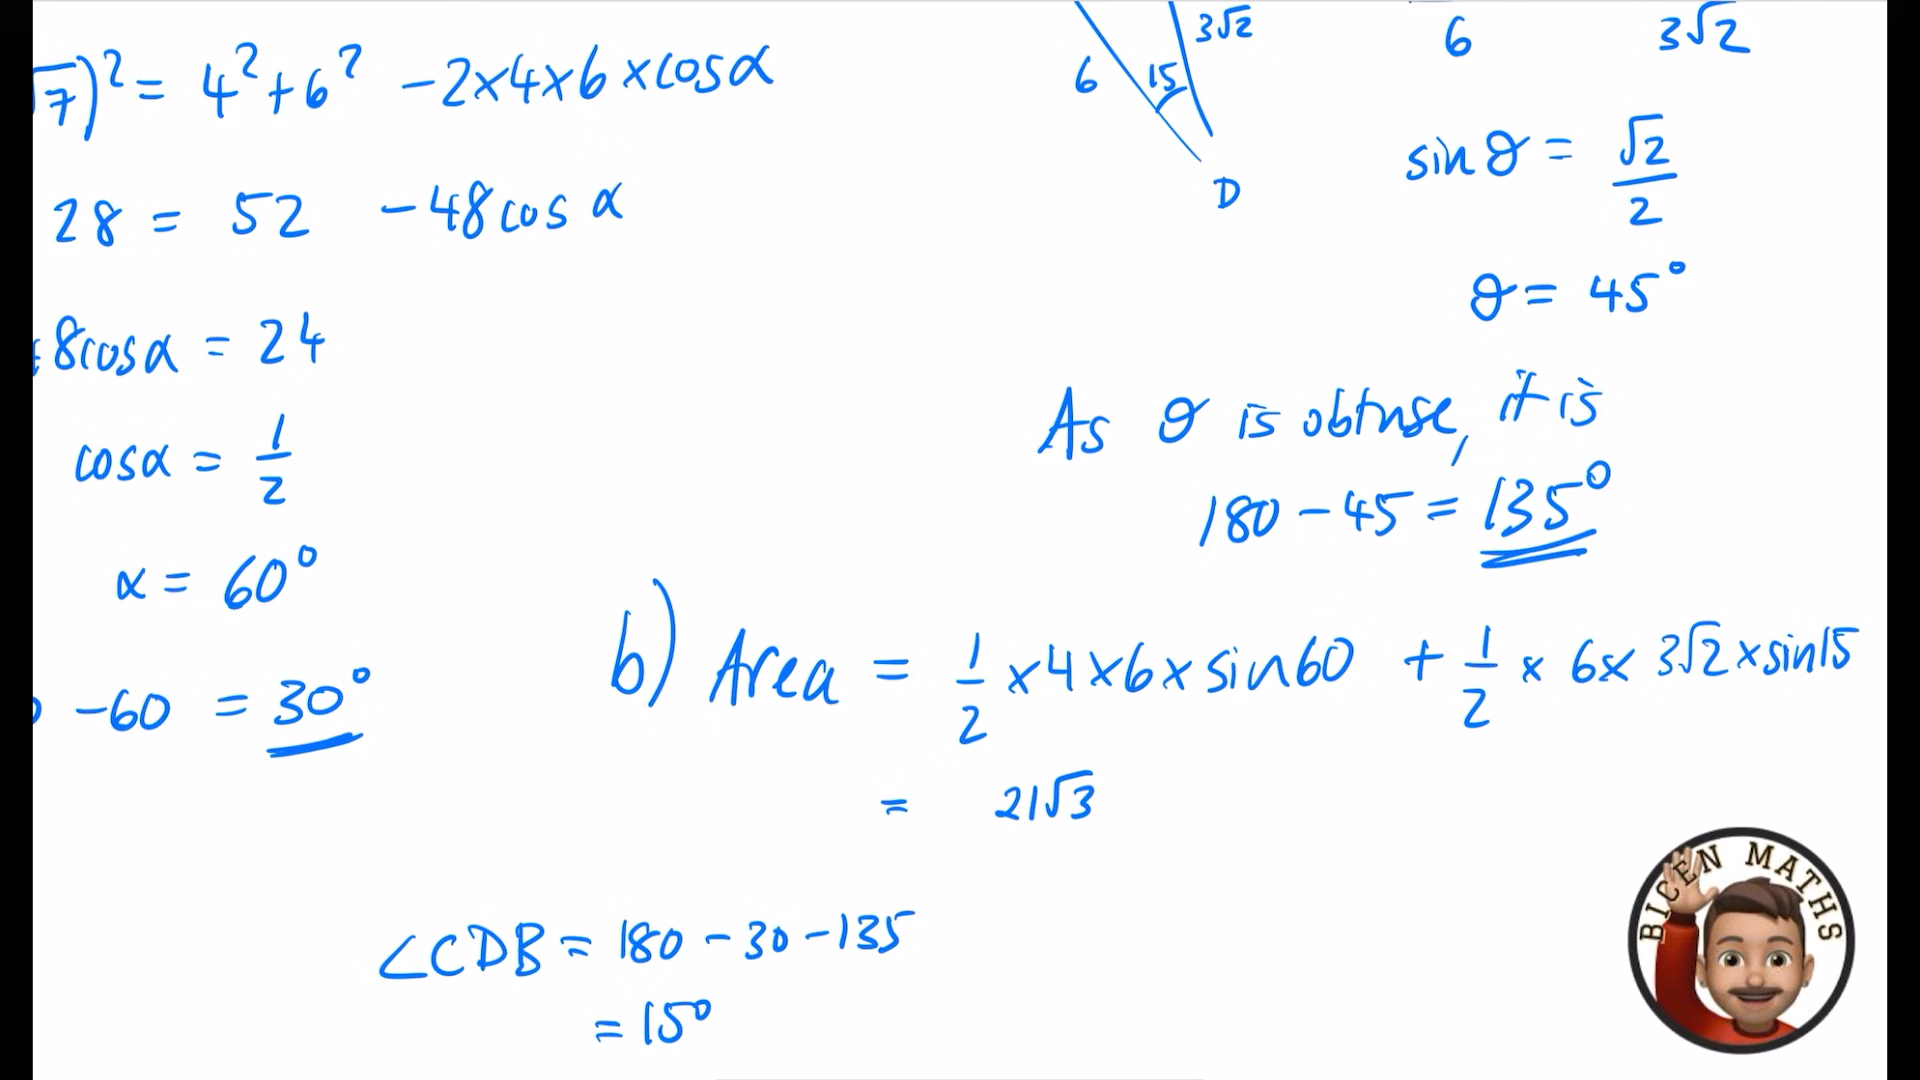 √7)² = 4² + 6² - 2×4×6×cosα
28 = 52 - 48cosα
8cosα = 24
cosα = 1/2
α = 60°
-60 = 30°
3√2
6
15
D
6 3√2
sinθ = √2/2
θ = 45°
As θ is obtuse, it is
180 - 45 = 135°
b) Area = 1/2 ×4×6×sin60 + 1/2 × 6× 3√2 ×sin15
= 21√3
∠CDB = 180 - 30 - 135
= 15°
BICEN MATHS